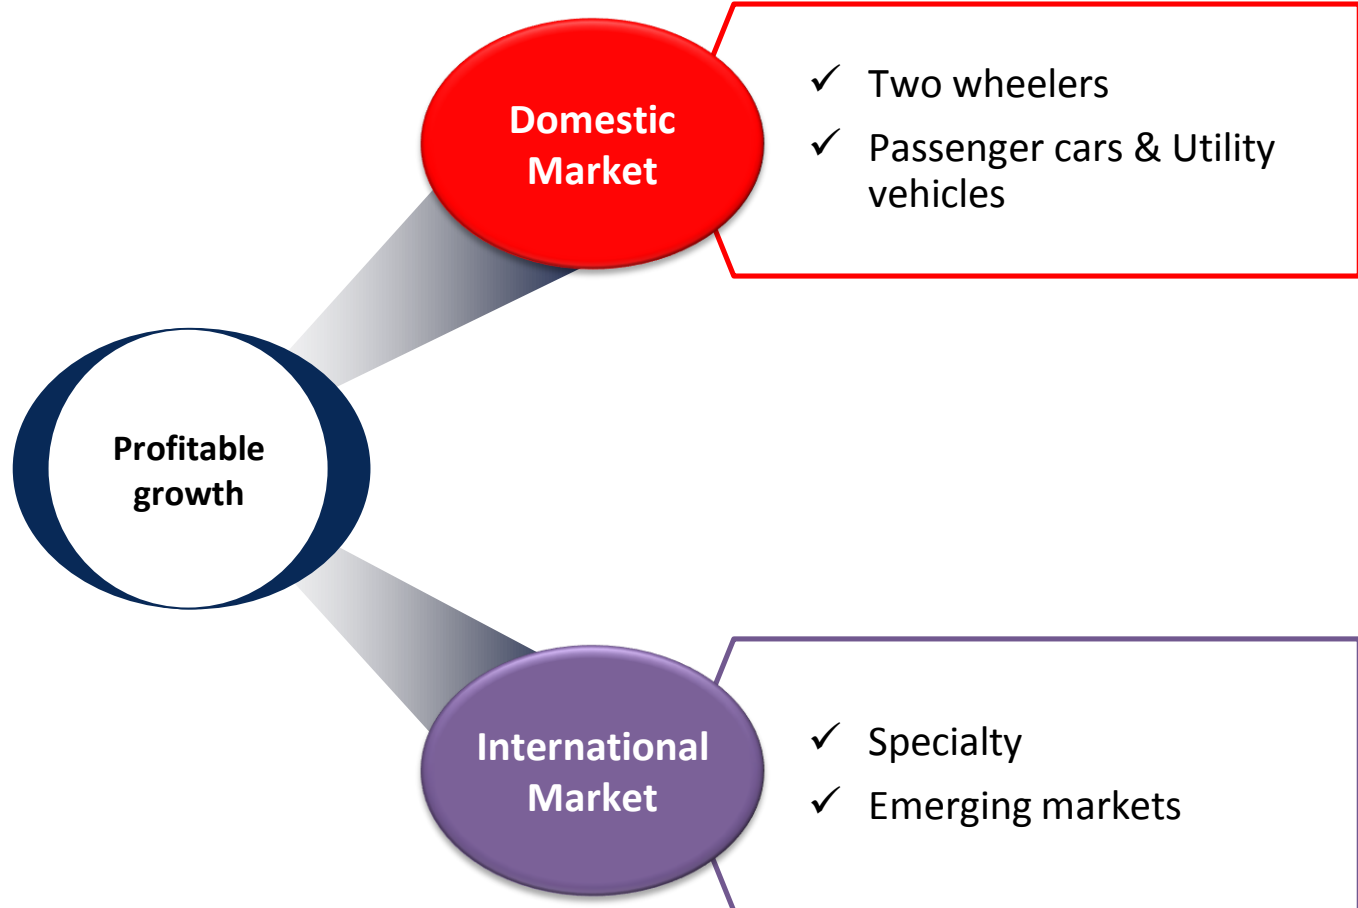 Domestic
Market
✓ Two wheelers
✓ Passenger cars & Utility
vehicles
Profitable
growth
International
Market
✓ Specialty
✓ Emerging markets